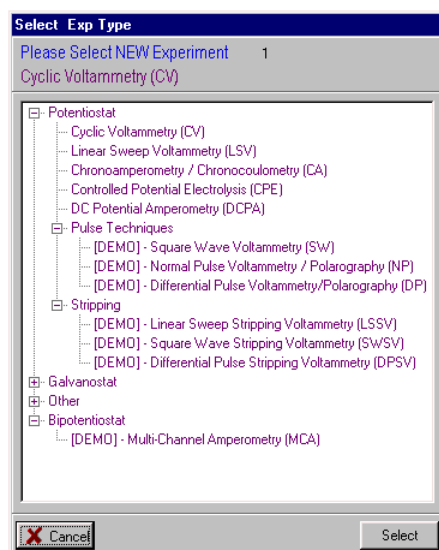 Select Exp Type
Please Select NEW Experiment 1
Cyclic Voltammetry (CV)
Potentiostat
Cyclic Voltammetry (CV)
Linear Sweep Voltammetry (LSV)
Chronoamperometry / Chronocoulometry (CA)
Controlled Potential Electrolysis (CPE)
DC Potential Amperometry (DCPA)
Pulse Techniques
[DEMO] - Square Wave Voltammetry (SW)
[DEMO] - Normal Pulse Voltammetry / Polarography (NP)
[DEMO] - Differential Pulse Voltammetry/Polarography (DP)
Stripping
[DEMO] - Linear Sweep Stripping Voltammetry (LSSV)
[DEMO] - Square Wave Stripping Voltammetry (SWSV)
[DEMO] - Differential Pulse Stripping Voltammetry (DPSV)
Galvanostat
Other
Bipotentiostat
[DEMO] - Multi-Channel Amperometry (MCA)
Cancel Select